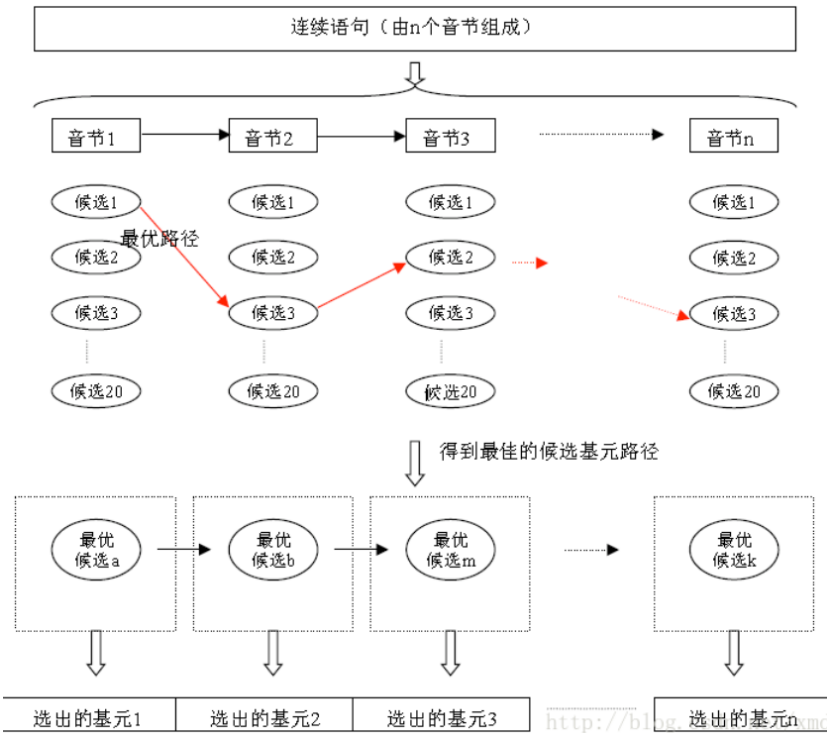 连续语句（由n个音节组成）
音节1 音节2 音节3 音节n
候选1 候选1 候选1 候选1
最优路径
候选2 候选2 候选2 候选2
候选3 候选3 候选3 候选3
候选20 候选20 候选20 候选20
得到最佳的候选基元路径
最优 最优 最优 最优
候选a 候选b 候选m 候选k
选出的基元1 选出的基元2 选出的基元3 选出的基元n
http://blog.